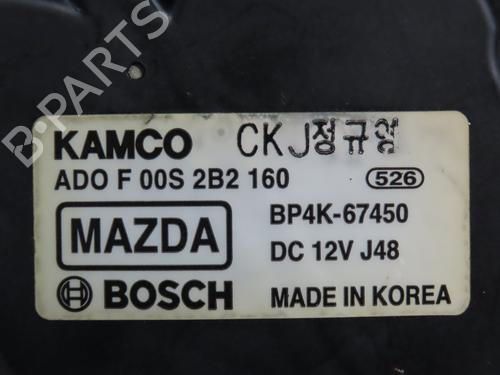 B-PARTS
KAMCO CKJ정규영
ADO F 00S 2B2 160 526
MAZDA BP4K-67450
DC 12V J48
BOSCH MADE IN KOREA